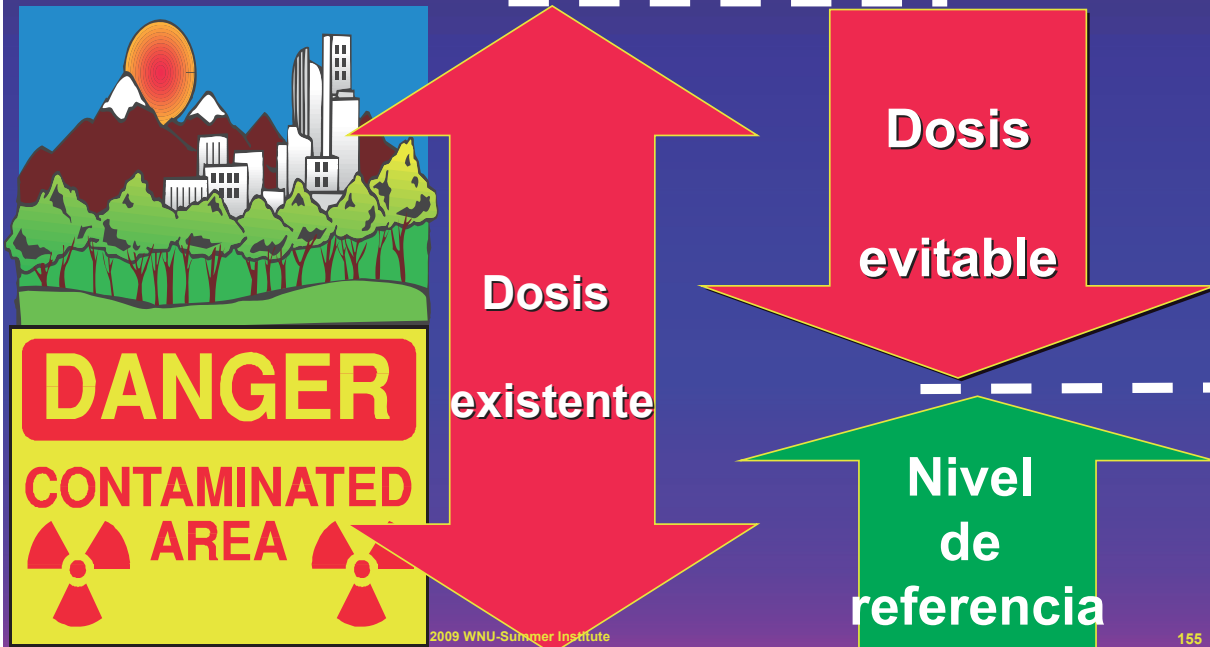 DANGER
CONTAMINATED
AREA
Dosis
existente
Dosis
evitable
Nivel
de
referencia
2009 WNU-Summer Institute
155